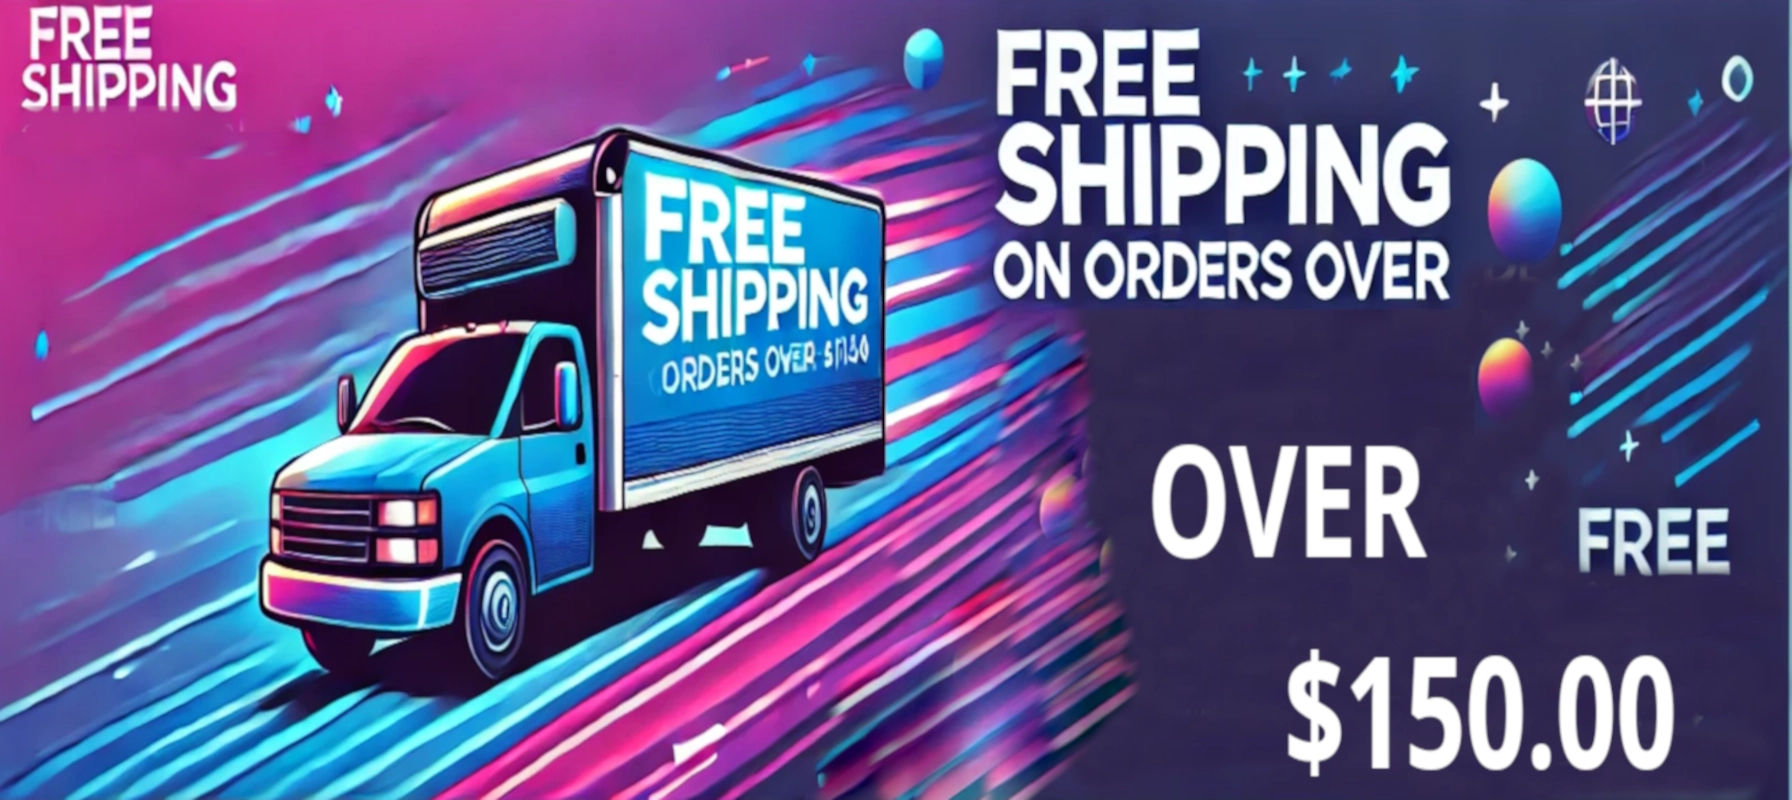 FREE
SHIPPING
FREE
SHIPPING
ORDERS OVER
FREE
SHIPPING
ON ORDERS OVER
OVER
FREE
$150.00